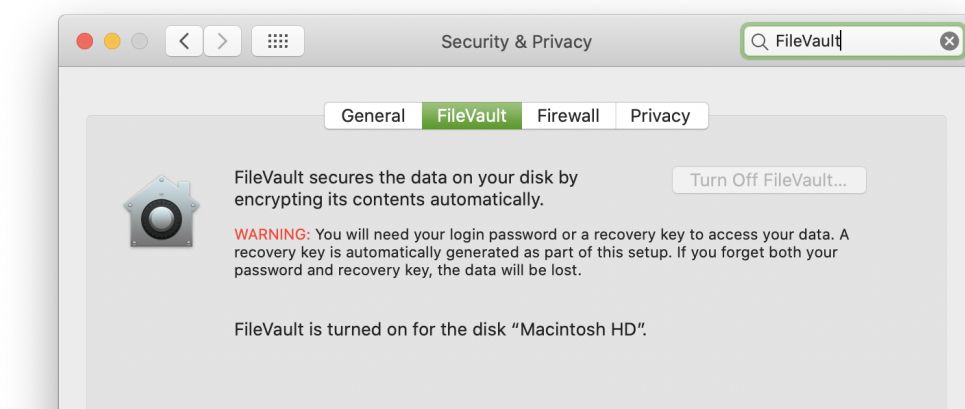 Security & Privacy
FileVault
General
FileVault
Firewall
Privacy
FileVault secures the data on your disk by
encrypting its contents automatically.
Turn Off FileVault...
WARNING: You will need your login password or a recovery key to access your data. A
recovery key is automatically generated as part of this setup. If you forget both your
password and recovery key, the data will be lost.
FileVault is turned on for the disk “Macintosh HD”.